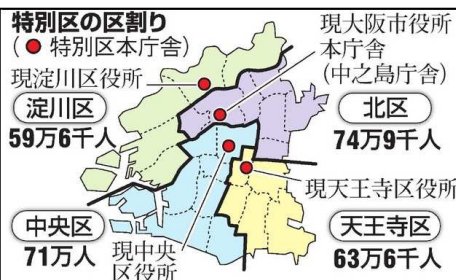 特別区の区割り
(● 特別区本庁舎)
現淀川区役所
淀川区
59万6千人
現大阪市役所
本庁舎
(中之島庁舎)
北区
74万9千人
現天王寺区役所
天王寺区
63万6千人
中央区
71万人
現中央
区役所